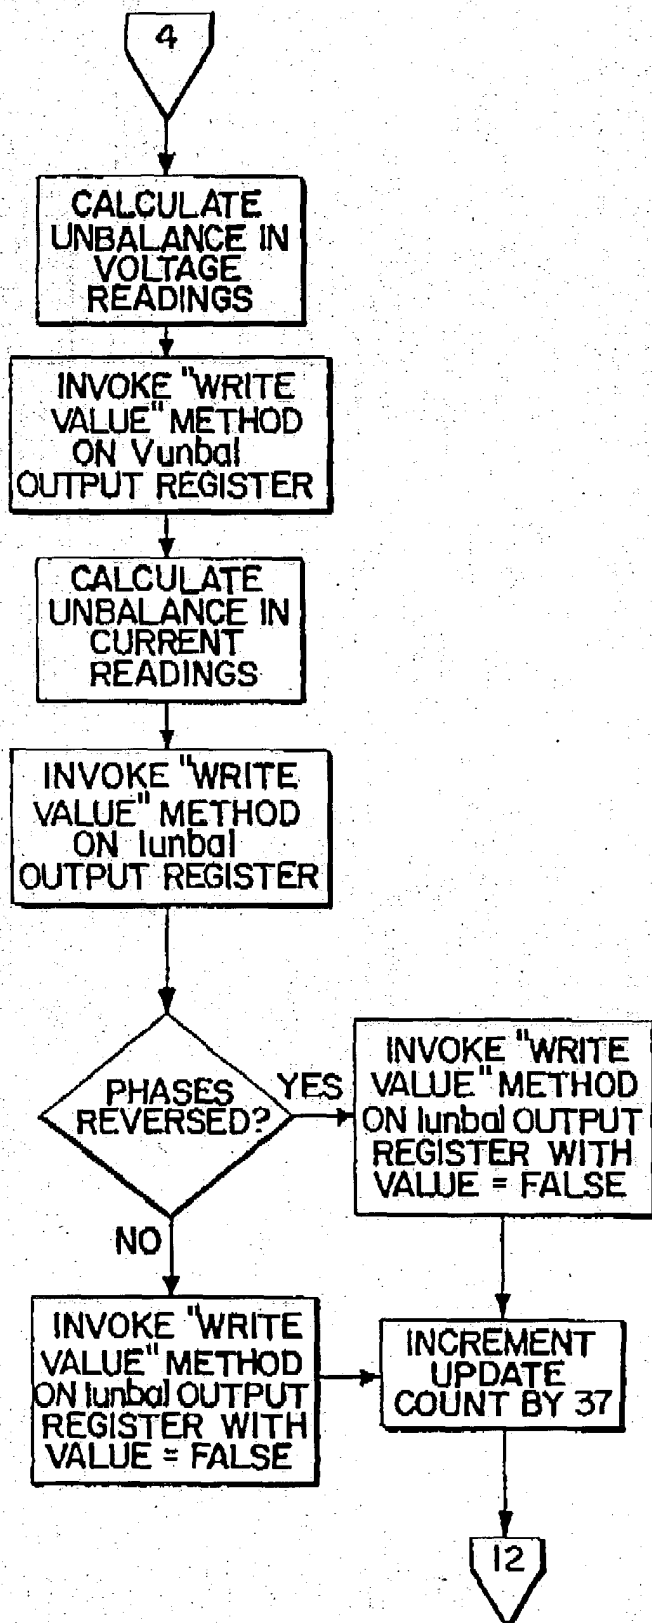 4
CALCULATE
UNBALANCE IN
VOLTAGE
READINGS
INVOKE "WRITE
VALUE" METHOD
ON Vunbal
OUTPUT REGISTER
CALCULATE
UNBALANCE IN
CURRENT
READINGS
INVOKE "WRITE
VALUE" METHOD
ON Iunbal
OUTPUT REGISTER
PHASES
REVERSED?
YES
INVOKE "WRITE
VALUE" METHOD
ON Iunbal OUTPUT
REGISTER WITH
VALUE = FALSE
NO
INVOKE "WRITE
VALUE" METHOD
ON Iunbal OUTPUT
REGISTER WITH
VALUE = FALSE
INCREMENT
UPDATE
COUNT BY 37
12